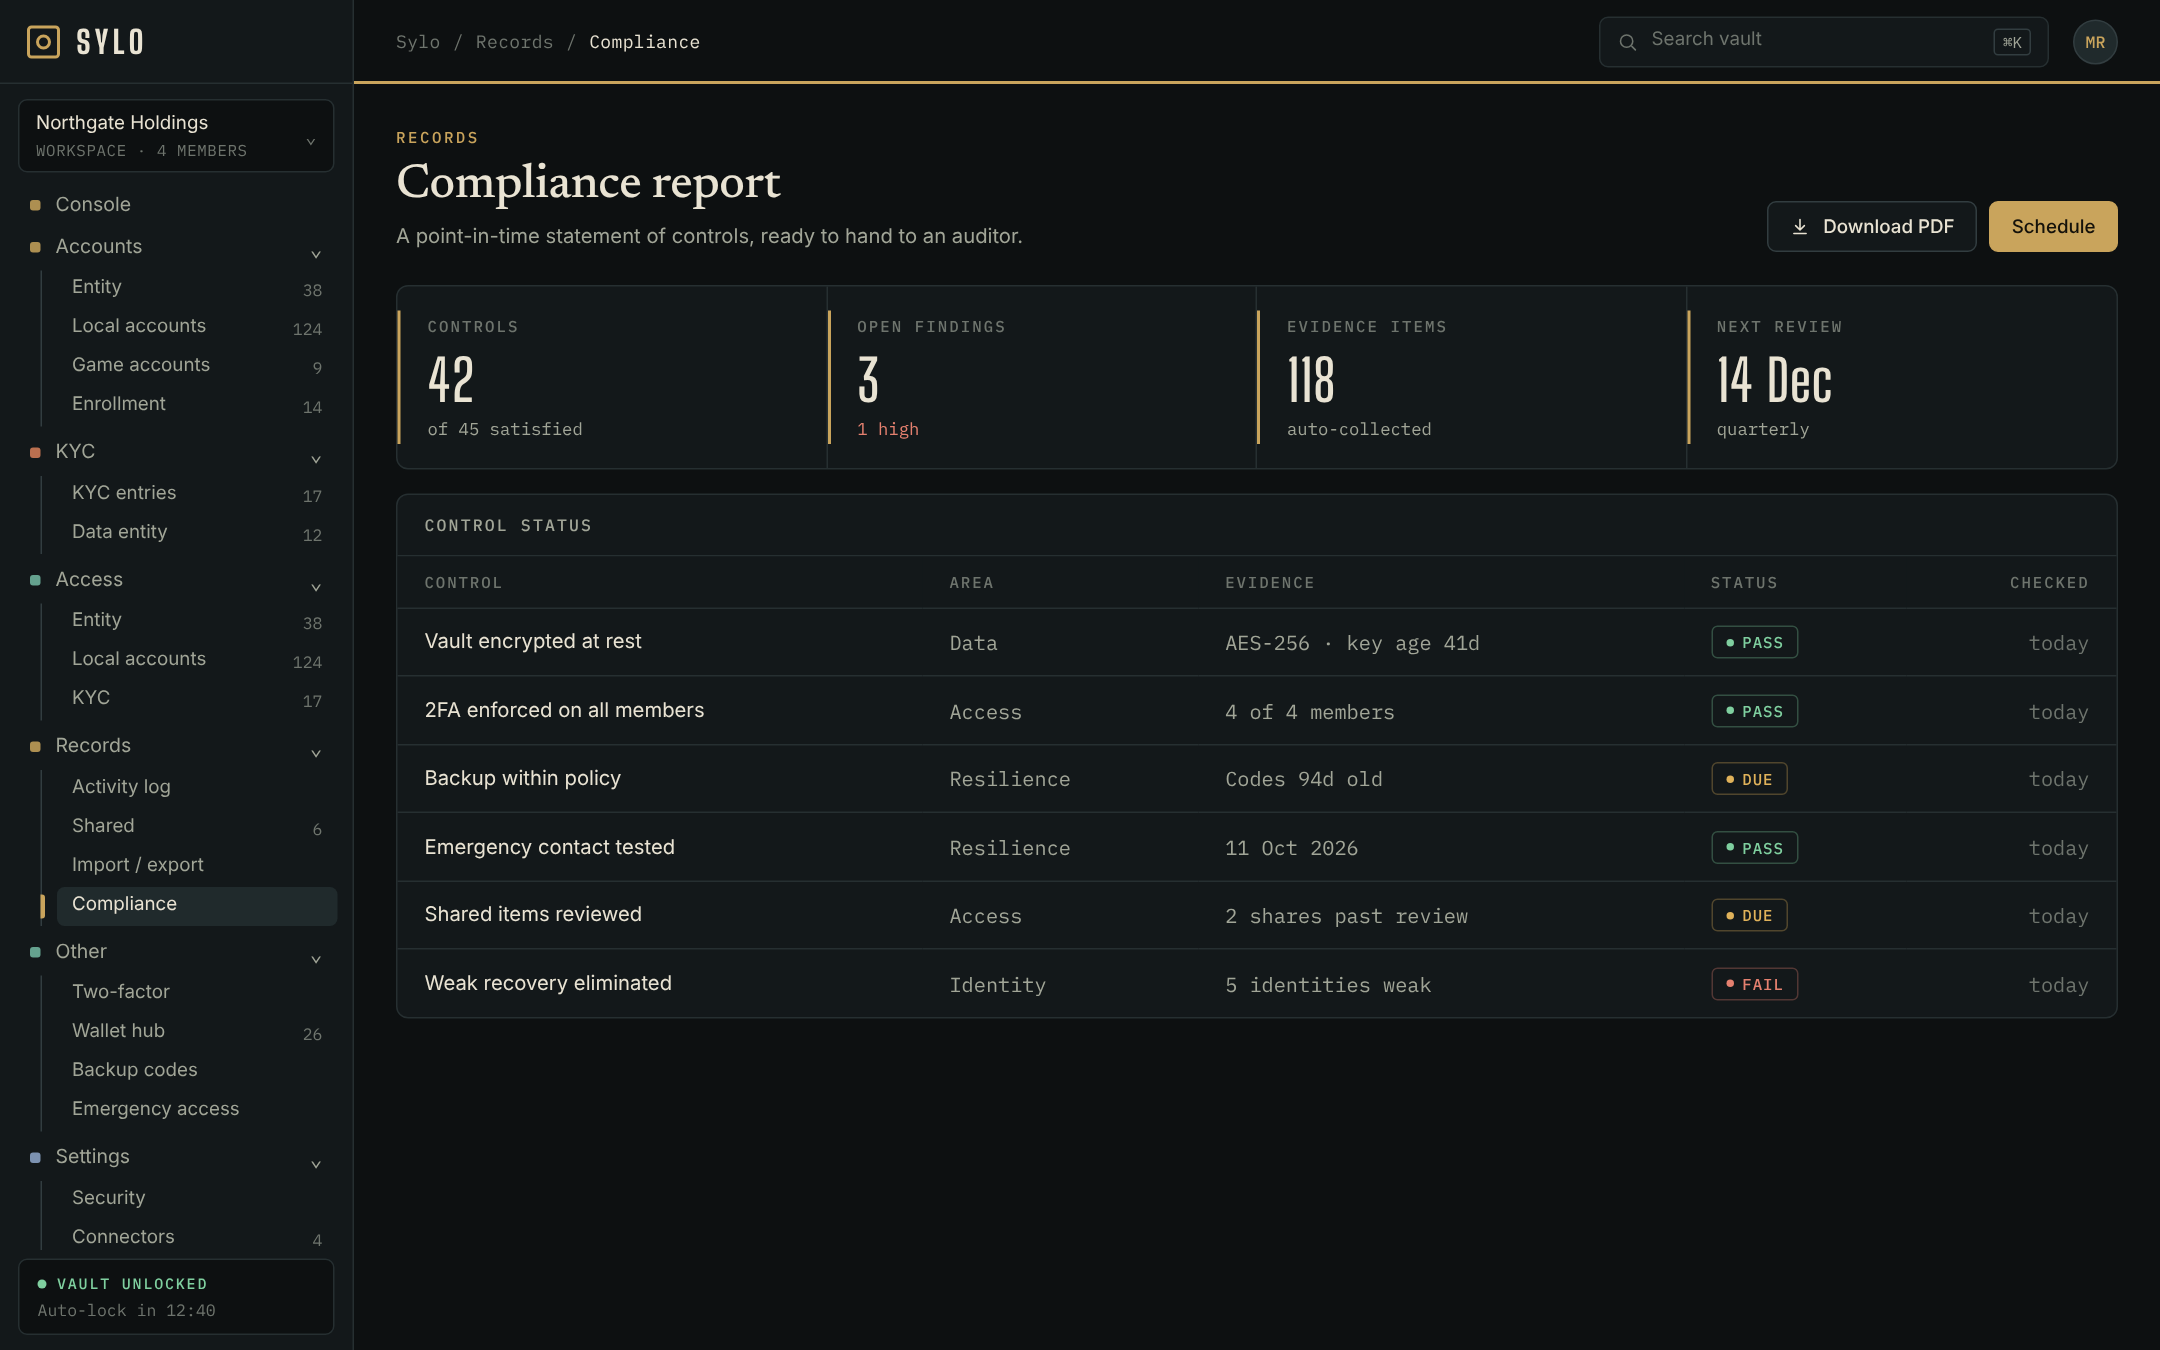 SYLO
Northgate Holdings
WORKSPACE · 4 MEMBERS
Console
Accounts
Entity 38
Local accounts 124
Game accounts 9
Enrollment 14
KYC
KYC entries 17
Data entity 12
Access
Entity 38
Local accounts 124
KYC 17
Records
Activity log
Shared 6
Import / export
Compliance
Other
Two-factor
Wallet hub 26
Backup codes
Emergency access
Settings
Security
Connectors 4
VAULT UNLOCKED
Auto-lock in 12:40
Sylo / Records / Compliance
Search vault ⌘K
MR
RECORDS
Compliance report
A point-in-time statement of controls, ready to hand to an auditor.
Download PDF
Schedule
CONTROLS
42
of 45 satisfied
OPEN FINDINGS
3
1 high
EVIDENCE ITEMS
118
auto-collected
NEXT REVIEW
14 Dec
quarterly
CONTROL STATUS
CONTROL AREA EVIDENCE STATUS CHECKED
Vault encrypted at rest Data AES-256 · key age 41d PASS today
2FA enforced on all members Access 4 of 4 members PASS today
Backup within policy Resilience Codes 94d old DUE today
Emergency contact tested Resilience 11 Oct 2026 PASS today
Shared items reviewed Access 2 shares past review DUE today
Weak recovery eliminated Identity 5 identities weak FAIL today